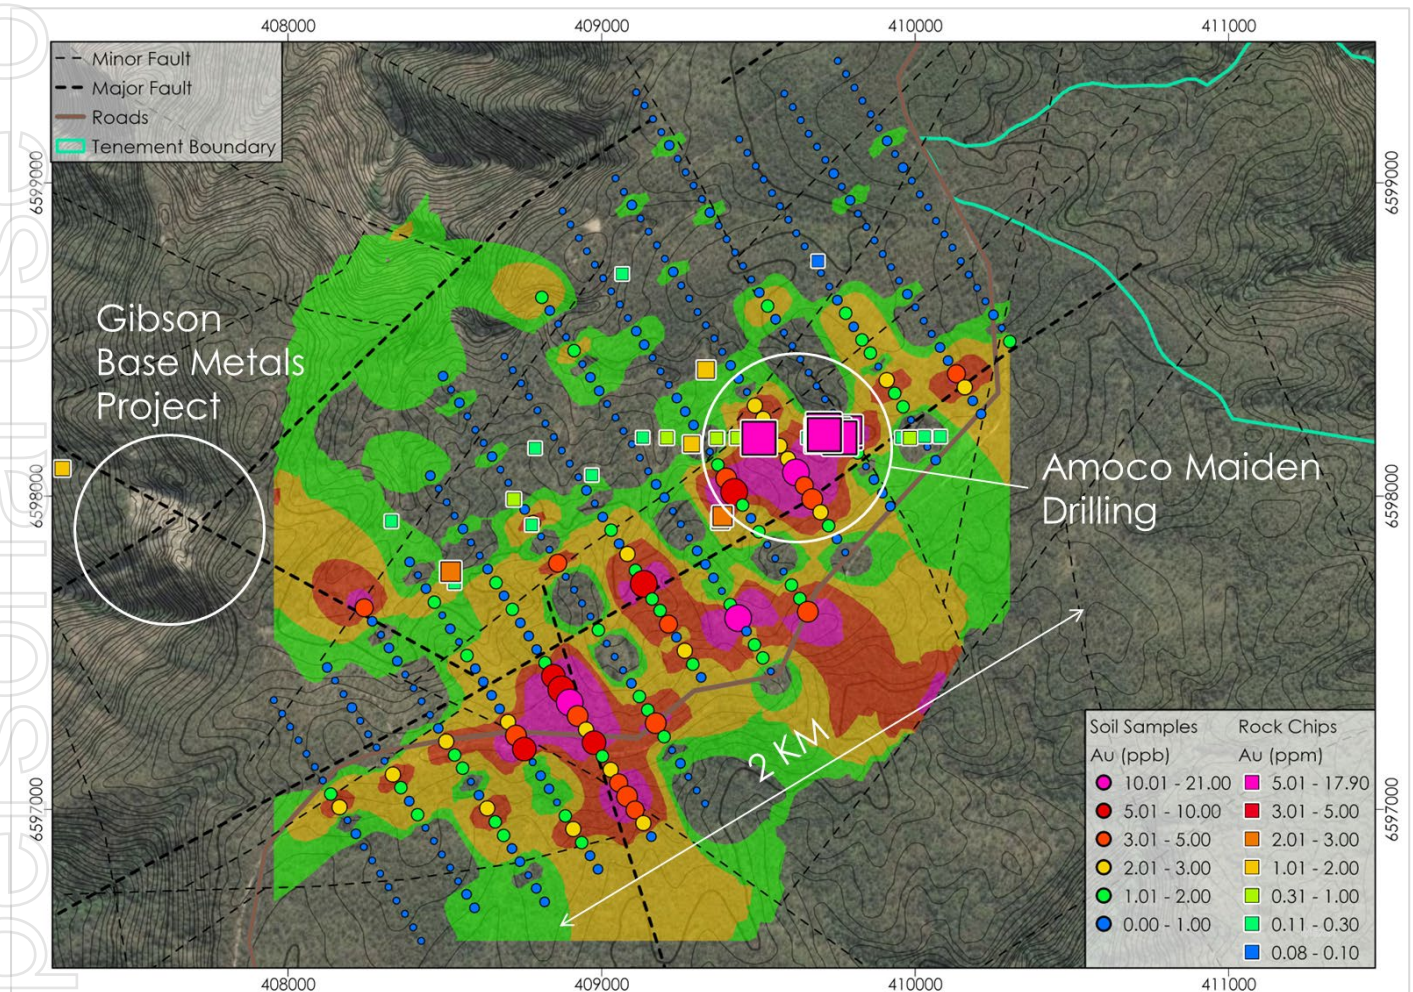 408000
409000
410000
411000
Minor Fault
Major Fault
Roads
Tenement Boundary
6599000
6599000
Gibson
Base Metals
Project
Amoco Maiden
Drilling
6598000
6598000
2 KM
Soil Samples
Au (ppb)
10.01 - 21.00
5.01 - 10.00
3.01 - 5.00
2.01 - 3.00
1.01 - 2.00
0.00 - 1.00
Rock Chips
Au (ppm)
5.01 - 17.90
3.01 - 5.00
2.01 - 3.00
1.01 - 2.00
0.31 - 1.00
0.11 - 0.30
0.08 - 0.10
6597000
6597000
408000
409000
410000
411000